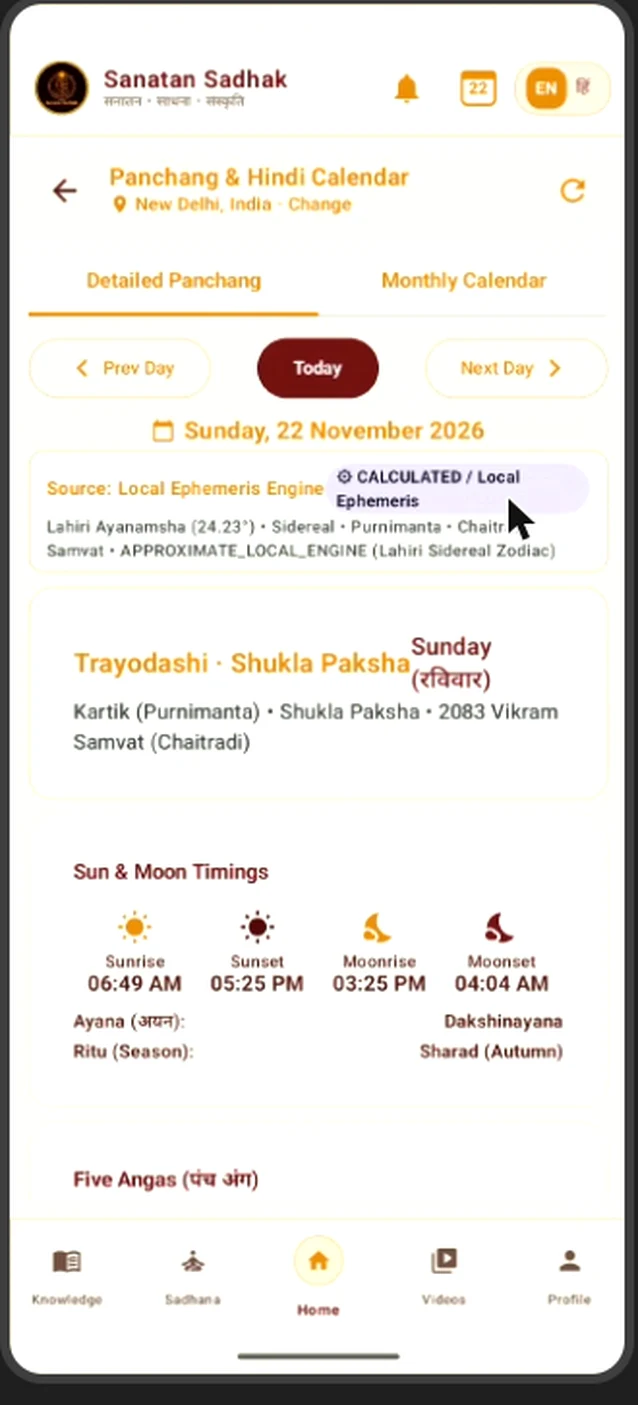 Sanatan Sadhak
सनातन • साधना • संस्कृति
22
EN हिं
Panchang & Hindi Calendar
New Delhi, India · Change
Detailed Panchang
Monthly Calendar
Prev Day
Today
Next Day
Sunday, 22 November 2026
Source: Local Ephemeris Engine
CALCULATED / Local
Ephemeris
Lahiri Ayanamsha (24.23°) • Sidereal • Purnimanta • Chaitr
Samvat • APPROXIMATE_LOCAL_ENGINE (Lahiri Sidereal Zodiac)
Trayodashi · Shukla Paksha
Sunday
(रविवार)
Kartik (Purnimanta) • Shukla Paksha • 2083 Vikram
Samvat (Chaitradi)
Sun & Moon Timings
Sunrise Sunset Moonrise Moonset
06:49 AM 05:25 PM 03:25 PM 04:04 AM
Ayana (अयन): Dakshinayana
Ritu (Season): Sharad (Autumn)
Five Angas (पंच अंग)
Knowledge Sadhana Home Videos Profile